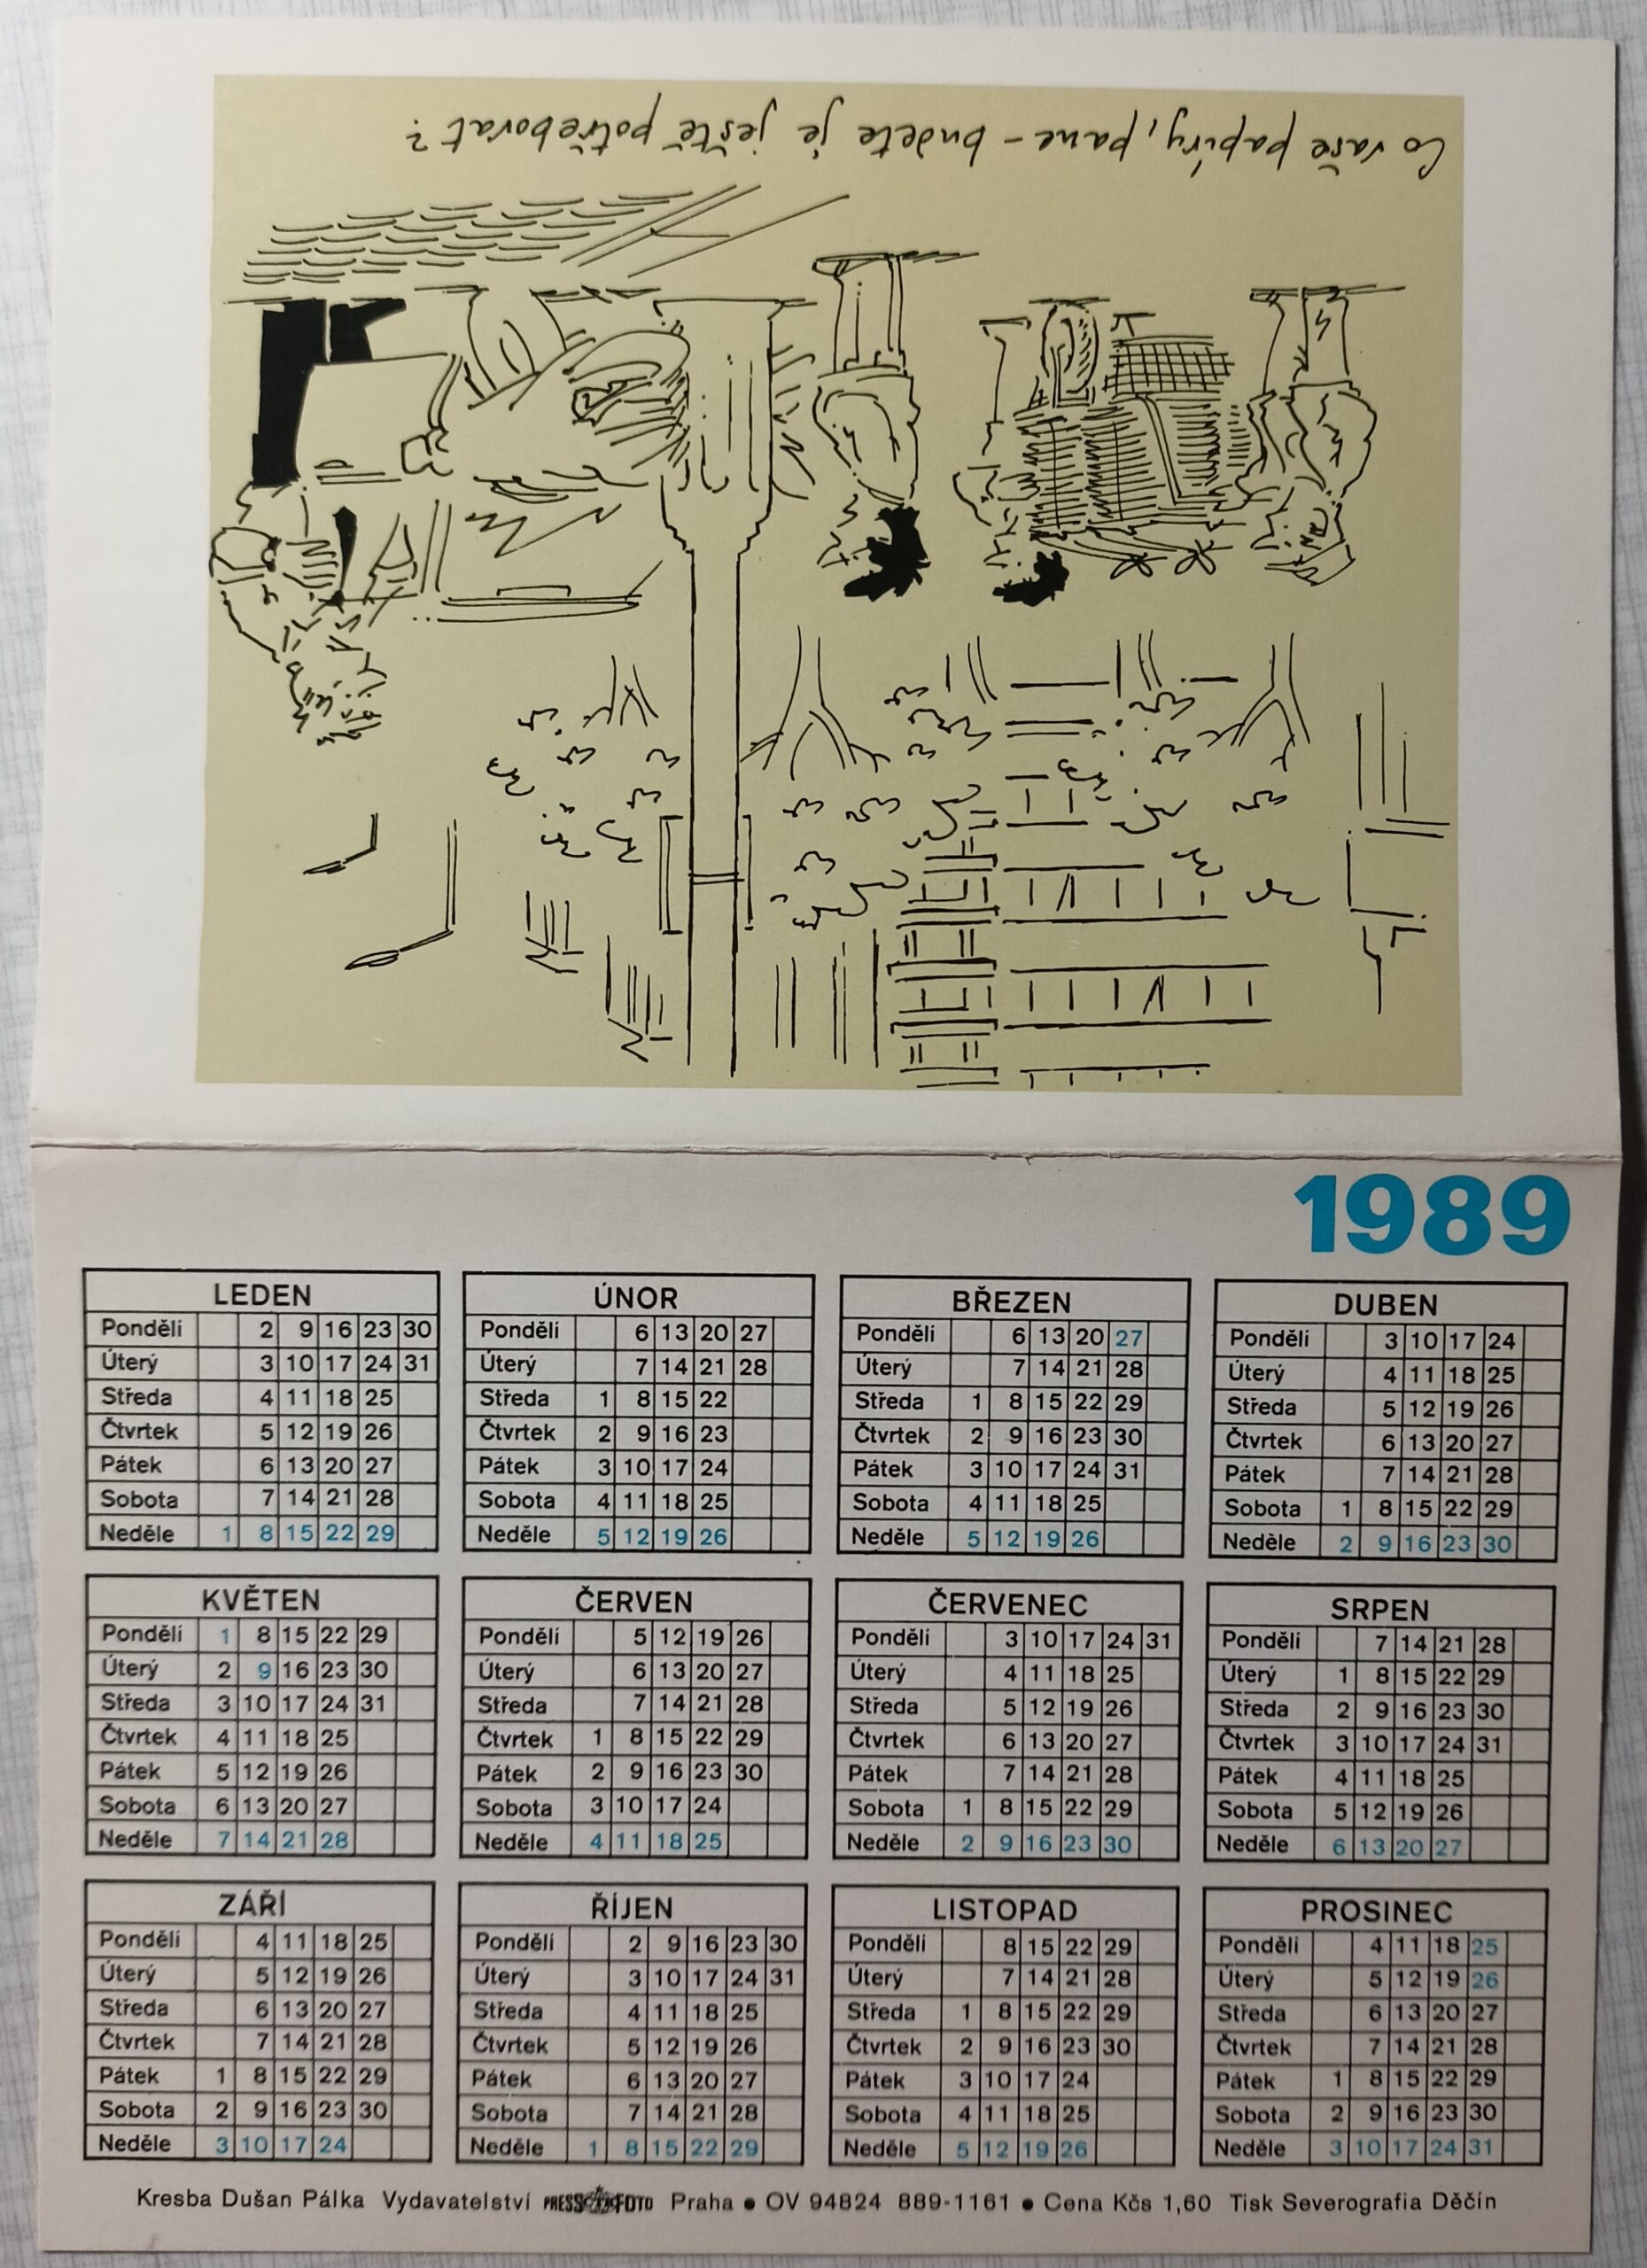 Co vaše papíry, pane – budete je ještě potřebovat?
1989
LEDEN
Pondělí 2 9 16 23 30
Úterý 3 10 17 24 31
Středa 4 11 18 25
Čtvrtek 5 12 19 26
Pátek 6 13 20 27
Sobota 7 14 21 28
Neděle 1 8 15 22 29
ÚNOR
Pondělí 6 13 20 27
Úterý 7 14 21 28
Středa 1 8 15 22
Čtvrtek 2 9 16 23
Pátek 3 10 17 24
Sobota 4 11 18 25
Neděle 5 12 19 26
BŘEZEN
Pondělí 6 13 20 27
Úterý 7 14 21 28
Středa 1 8 15 22 29
Čtvrtek 2 9 16 23 30
Pátek 3 10 17 24 31
Sobota 4 11 18 25
Neděle 5 12 19 26
DUBEN
Pondělí 3 10 17 24
Úterý 4 11 18 25
Středa 5 12 19 26
Čtvrtek 6 13 20 27
Pátek 7 14 21 28
Sobota 1 8 15 22 29
Neděle 2 9 16 23 30
KVĚTEN
Pondělí 1 8 15 22 29
Úterý 2 9 16 23 30
Středa 3 10 17 24 31
Čtvrtek 4 11 18 25
Pátek 5 12 19 26
Sobota 6 13 20 27
Neděle 7 14 21 28
ČERVEN
Pondělí 5 12 19 26
Úterý 6 13 20 27
Středa 7 14 21 28
Čtvrtek 1 8 15 22 29
Pátek 2 9 16 23 30
Sobota 3 10 17 24
Neděle 4 11 18 25
ČERVENEC
Pondělí 3 10 17 24 31
Úterý 4 11 18 25
Středa 5 12 19 26
Čtvrtek 6 13 20 27
Pátek 7 14 21 28
Sobota 1 8 15 22 29
Neděle 2 9 16 23 30
SRPEN
Pondělí 7 14 21 28
Úterý 1 8 15 22 29
Středa 2 9 16 23 30
Čtvrtek 3 10 17 24 31
Pátek 4 11 18 25
Sobota 5 12 19 26
Neděle 6 13 20 27
ZÁŘÍ
Pondělí 4 11 18 25
Úterý 5 12 19 26
Středa 6 13 20 27
Čtvrtek 7 14 21 28
Pátek 1 8 15 22 29
Sobota 2 9 16 23 30
Neděle 3 10 17 24
ŘÍJEN
Pondělí 2 9 16 23 30
Úterý 3 10 17 24 31
Středa 4 11 18 25
Čtvrtek 5 12 19 26
Pátek 6 13 20 27
Sobota 7 14 21 28
Neděle 1 8 15 22 29
LISTOPAD
Pondělí 8 15 22 29
Úterý 7 14 21 28
Středa 1 8 15 22 29
Čtvrtek 2 9 16 23 30
Pátek 3 10 17 24
Sobota 4 11 18 25
Neděle 5 12 19 26
PROSINEC
Pondělí 4 11 18 25
Úterý 5 12 19 26
Středa 6 13 20 27
Čtvrtek 7 14 21 28
Pátek 1 8 15 22 29
Sobota 2 9 16 23 30
Neděle 3 10 17 24 31
Kresba Dušan Pálka Vydavatelství PRESSFOTO Praha ● OV 94824 889-1161 ● Cena Kčs 1,60 Tisk Severografia Děčín